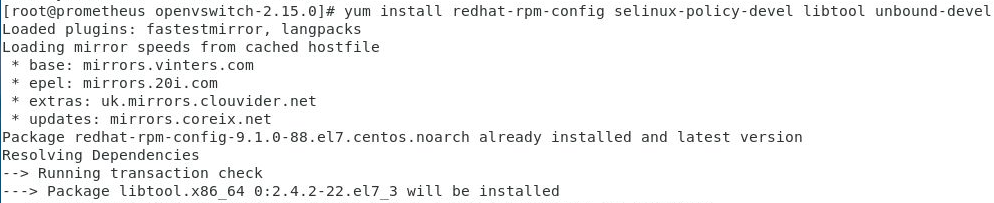 [root@prometheus openvswitch-2.15.0]# yum install redhat-rpm-config selinux-policy-devel libtool unbound-devel
Loaded plugins: fastestmirror, langpacks
Loading mirror speeds from cached hostfile
 * base: mirrors.vinters.com
 * epel: mirrors.20i.com
 * extras: uk.mirrors.clouvider.net
 * updates: mirrors.coreix.net
Package redhat-rpm-config-9.1.0-88.el7.centos.noarch already installed and latest version
Resolving Dependencies
--> Running transaction check
---> Package libtool.x86_64 0:2.4.2-22.el7_3 will be installed